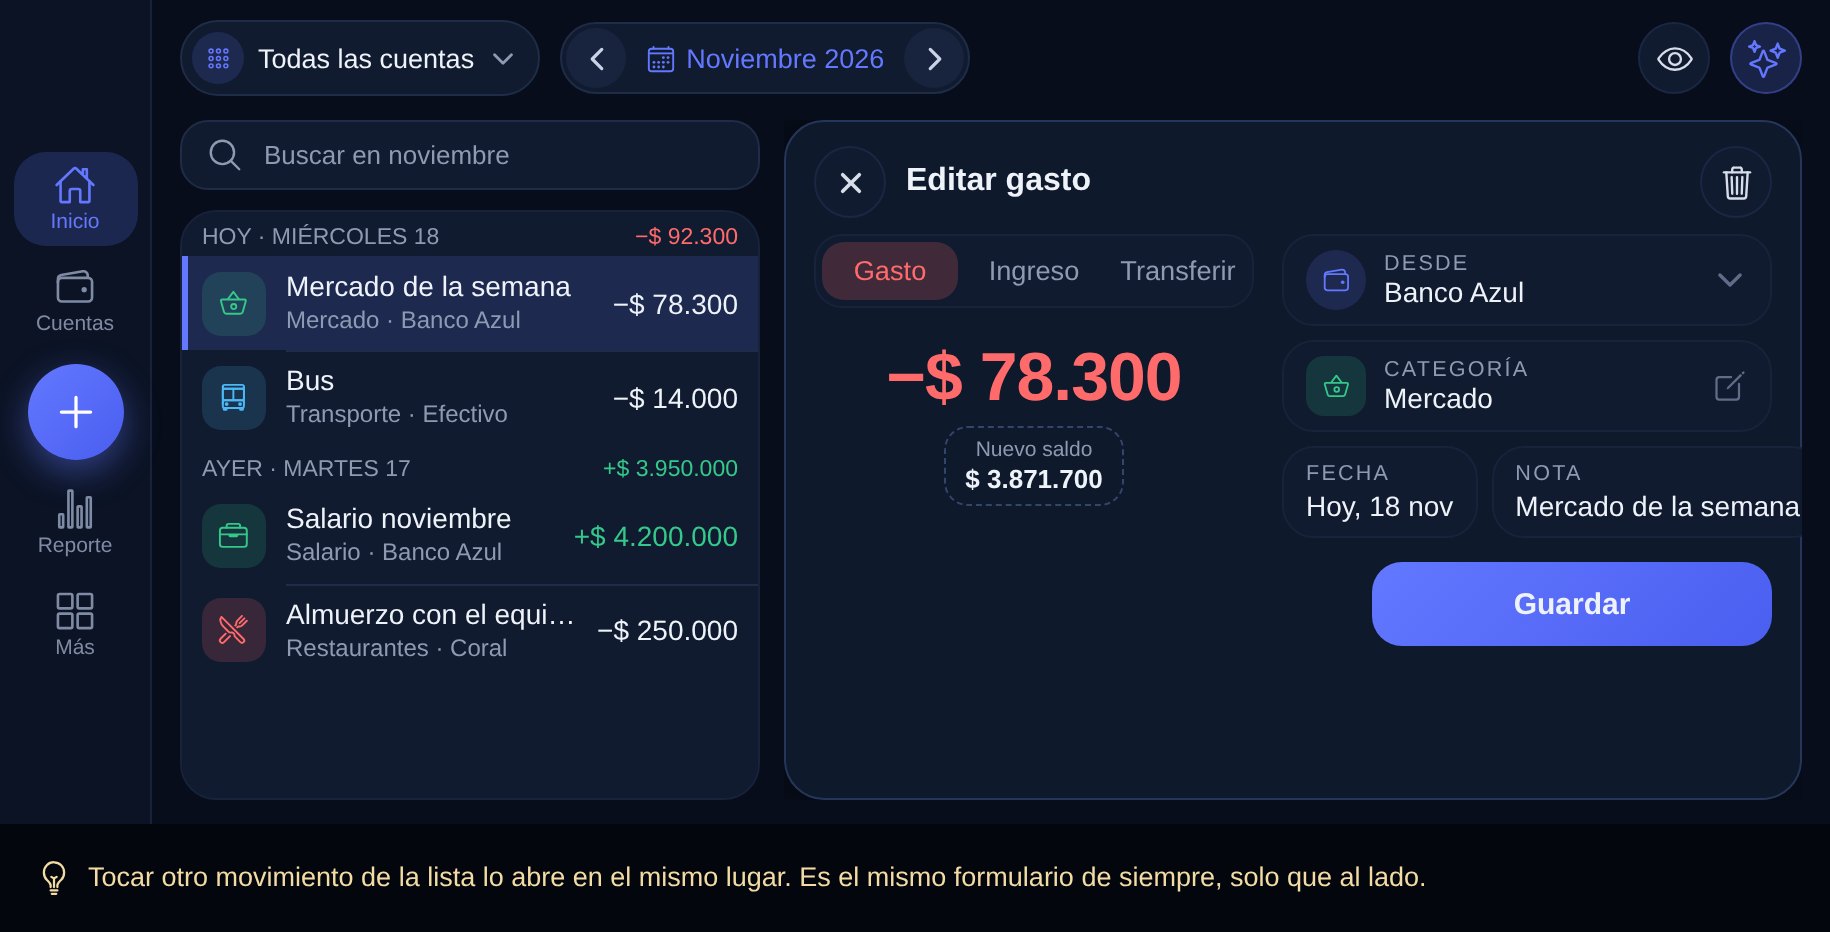 Todas las cuentas
Noviembre 2026
Inicio
Cuentas
Reporte
Más
Buscar en noviembre
HOY · MIÉRCOLES 18 −$ 92.300
Mercado de la semana
Mercado · Banco Azul
−$ 78.300
Bus
Transporte · Efectivo
−$ 14.000
AYER · MARTES 17 +$ 3.950.000
Salario noviembre
Salario · Banco Azul
+$ 4.200.000
Almuerzo con el equi…
Restaurantes · Coral
−$ 250.000
Editar gasto
Gasto Ingreso Transferir
−$ 78.300
Nuevo saldo
$ 3.871.700
DESDE
Banco Azul
CATEGORÍA
Mercado
FECHA
Hoy, 18 nov
NOTA
Mercado de la semana
Guardar
Tocar otro movimiento de la lista lo abre en el mismo lugar. Es el mismo formulario de siempre, solo que al lado.